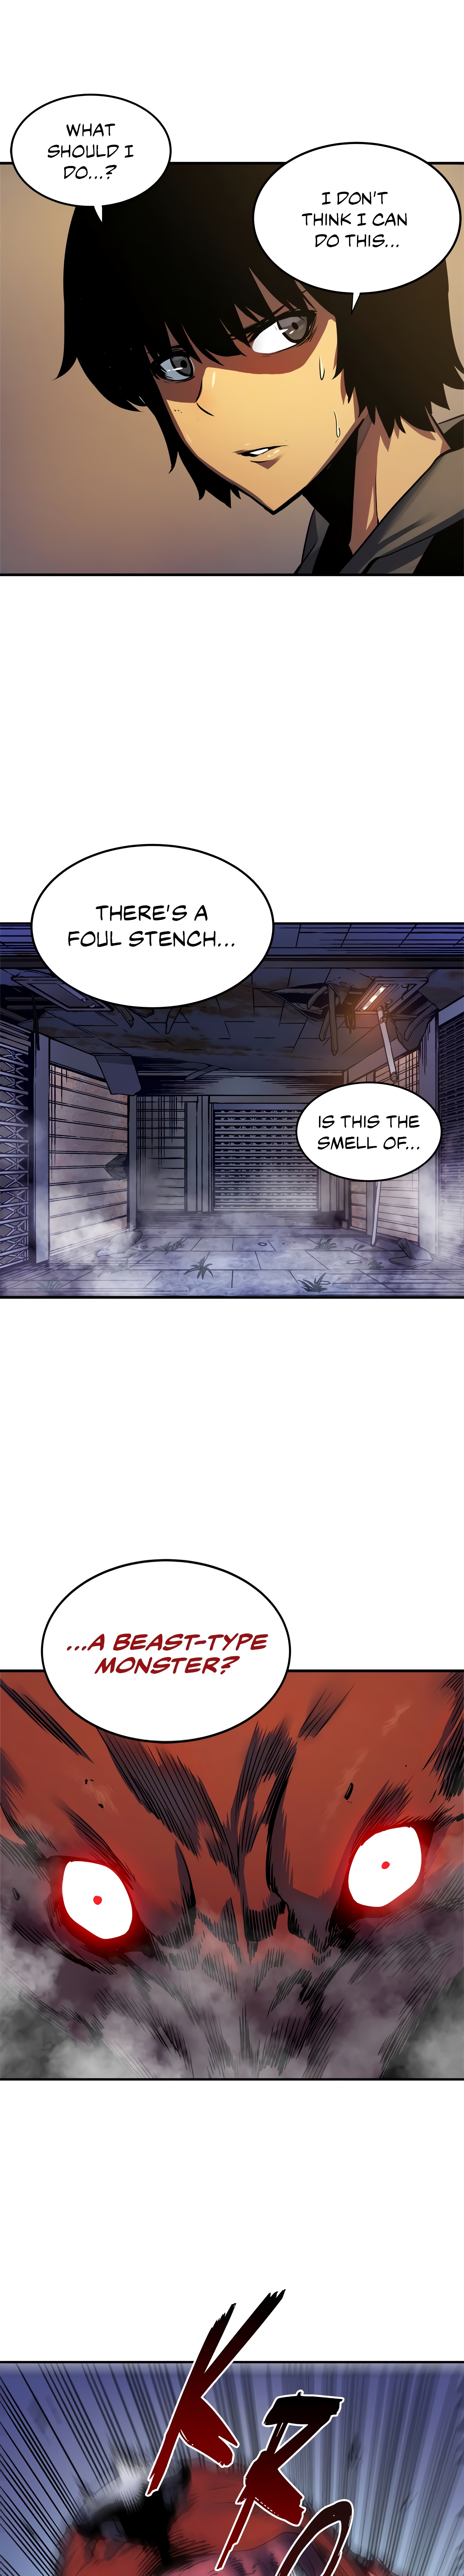 WHAT
SHOULD I
DO...?
I DON'T
THINK I CAN
DO THIS...
THERE'S A
FOUL STENCH...
IS THIS THE
SMELL OF...
...A BEAST-TYPE
MONSTER?